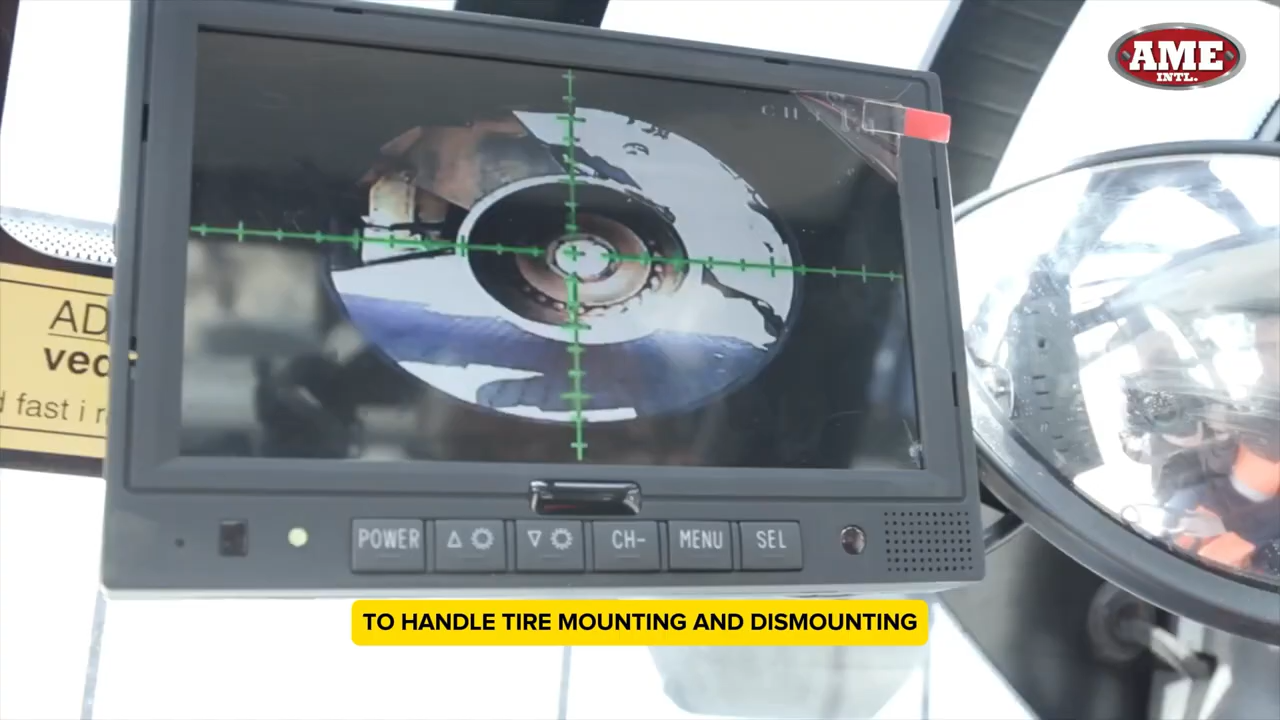 AME
INTL.
AD
ved
d fast i r
POWER
CH-
MENU
SEL
TO HANDLE TIRE MOUNTING AND DISMOUNTING